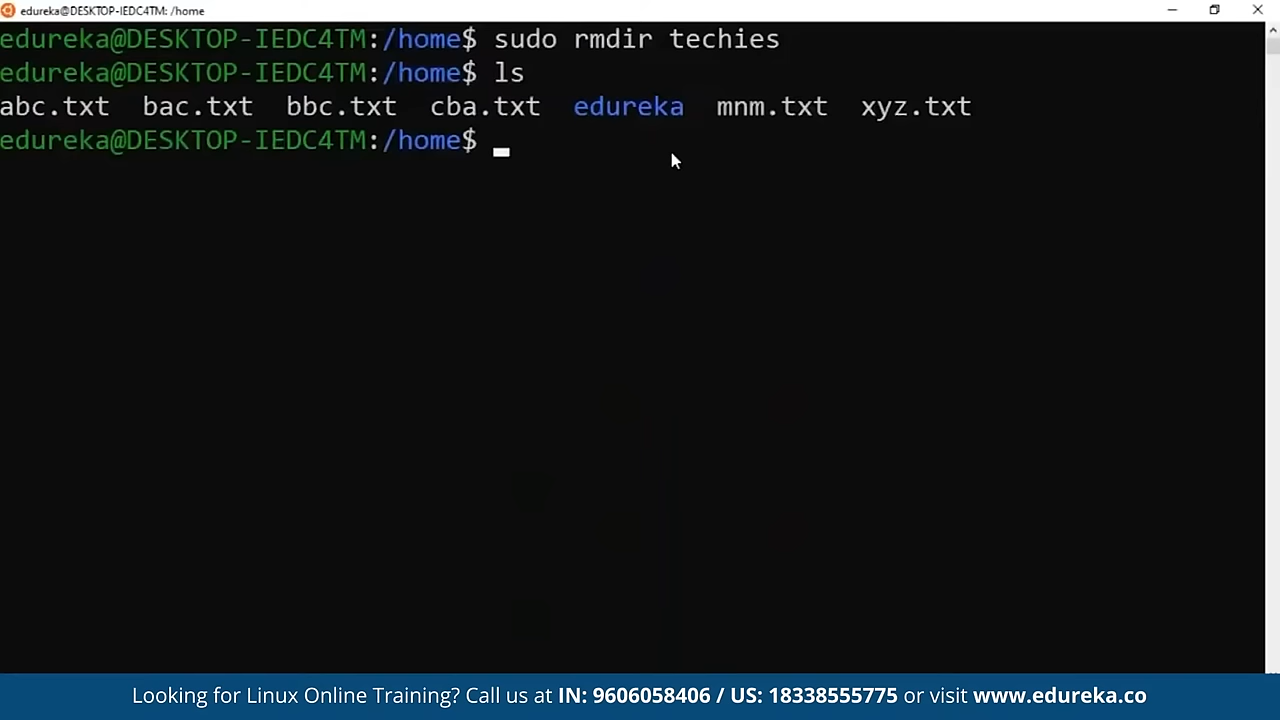 edureka@DESKTOP-IEDC4TM: /home
edureka@DESKTOP-IEDC4TM:/home$ sudo rmdir techies
edureka@DESKTOP-IEDC4TM:/home$ ls
abc.txt  bac.txt  bbc.txt  cba.txt  edureka  mnm.txt  xyz.txt
edureka@DESKTOP-IEDC4TM:/home$
Looking for Linux Online Training? Call us at IN: 9606058406 / US: 18338555775 or visit www.edureka.co